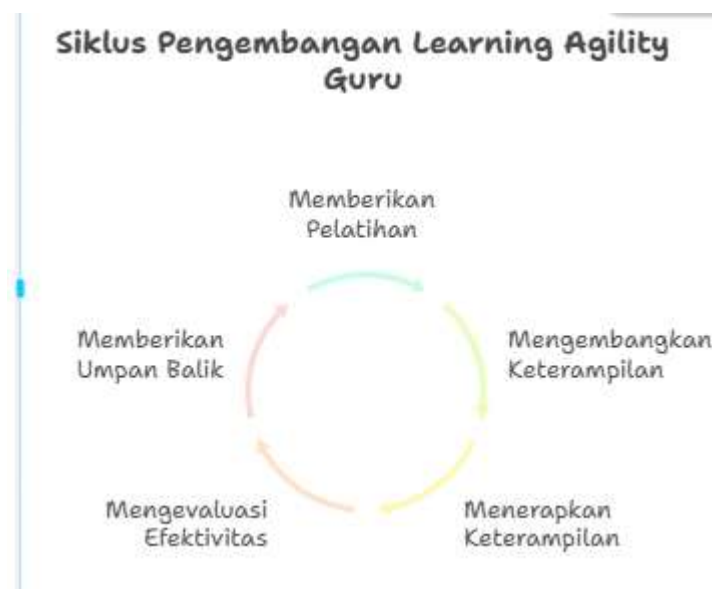 Siklus Pengembangan Learning Agility
Guru
Memberikan
Pelatihan
Mengembangkan
Keterampilan
Menerapkan
Keterampilan
Mengevaluasi
Efektivitas
Memberikan
Umpan Balik